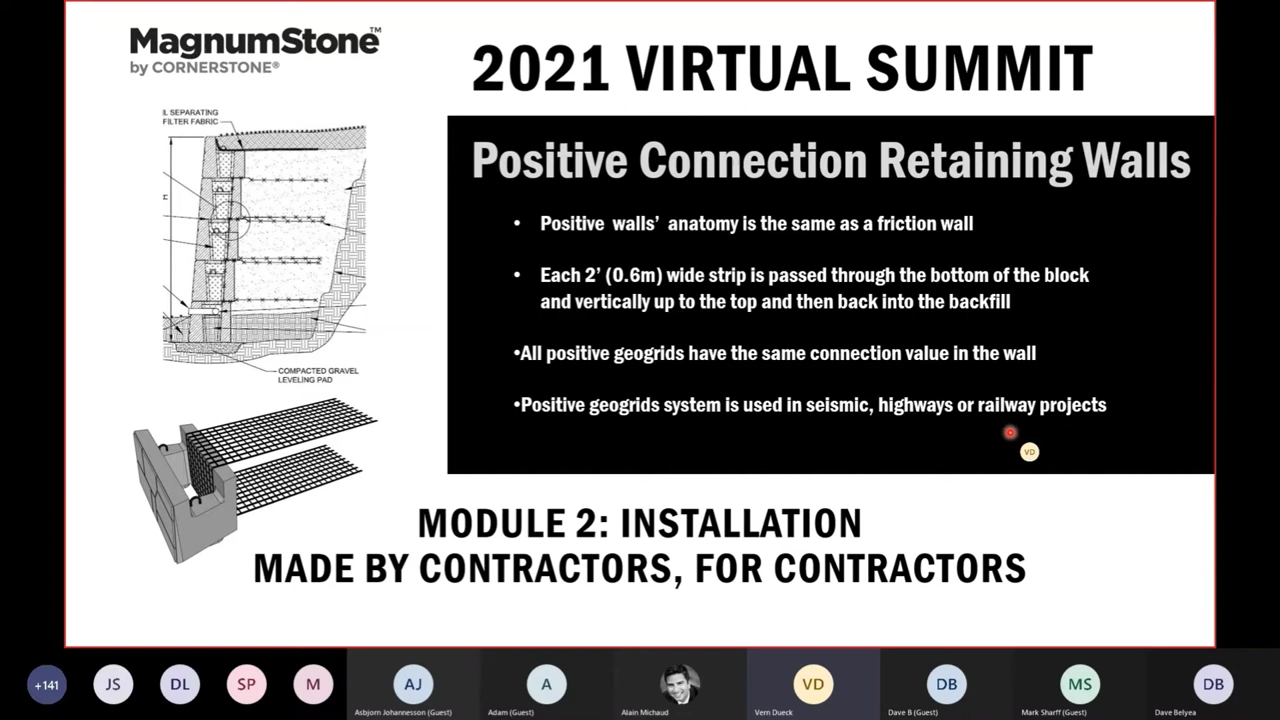 MagnumStone™
by CORNERSTONE®
2021 VIRTUAL SUMMIT
IL SEPARATING
FILTER FABRIC
Positive Connection Retaining Walls
• Positive walls’ anatomy is the same as a friction wall
• Each 2’ (0.6m) wide strip is passed through the bottom of the block
and vertically up to the top and then back into the backfill
•All positive geogrids have the same connection value in the wall
•Positive geogrids system is used in seismic, highways or railway projects
VD
COMPACTED GRAVEL
LEVELING PAD
MODULE 2: INSTALLATION
MADE BY CONTRACTORS, FOR CONTRACTORS
+141
JS
DL
SP
M
AJ
A
VD
DB
MS
DB
Asbjorn Johannesson (Guest)
Adam (Guest)
Alain Michaud
Vern Dueck
Dave B (Guest)
Mark Sharff (Guest)
Dave Belyea